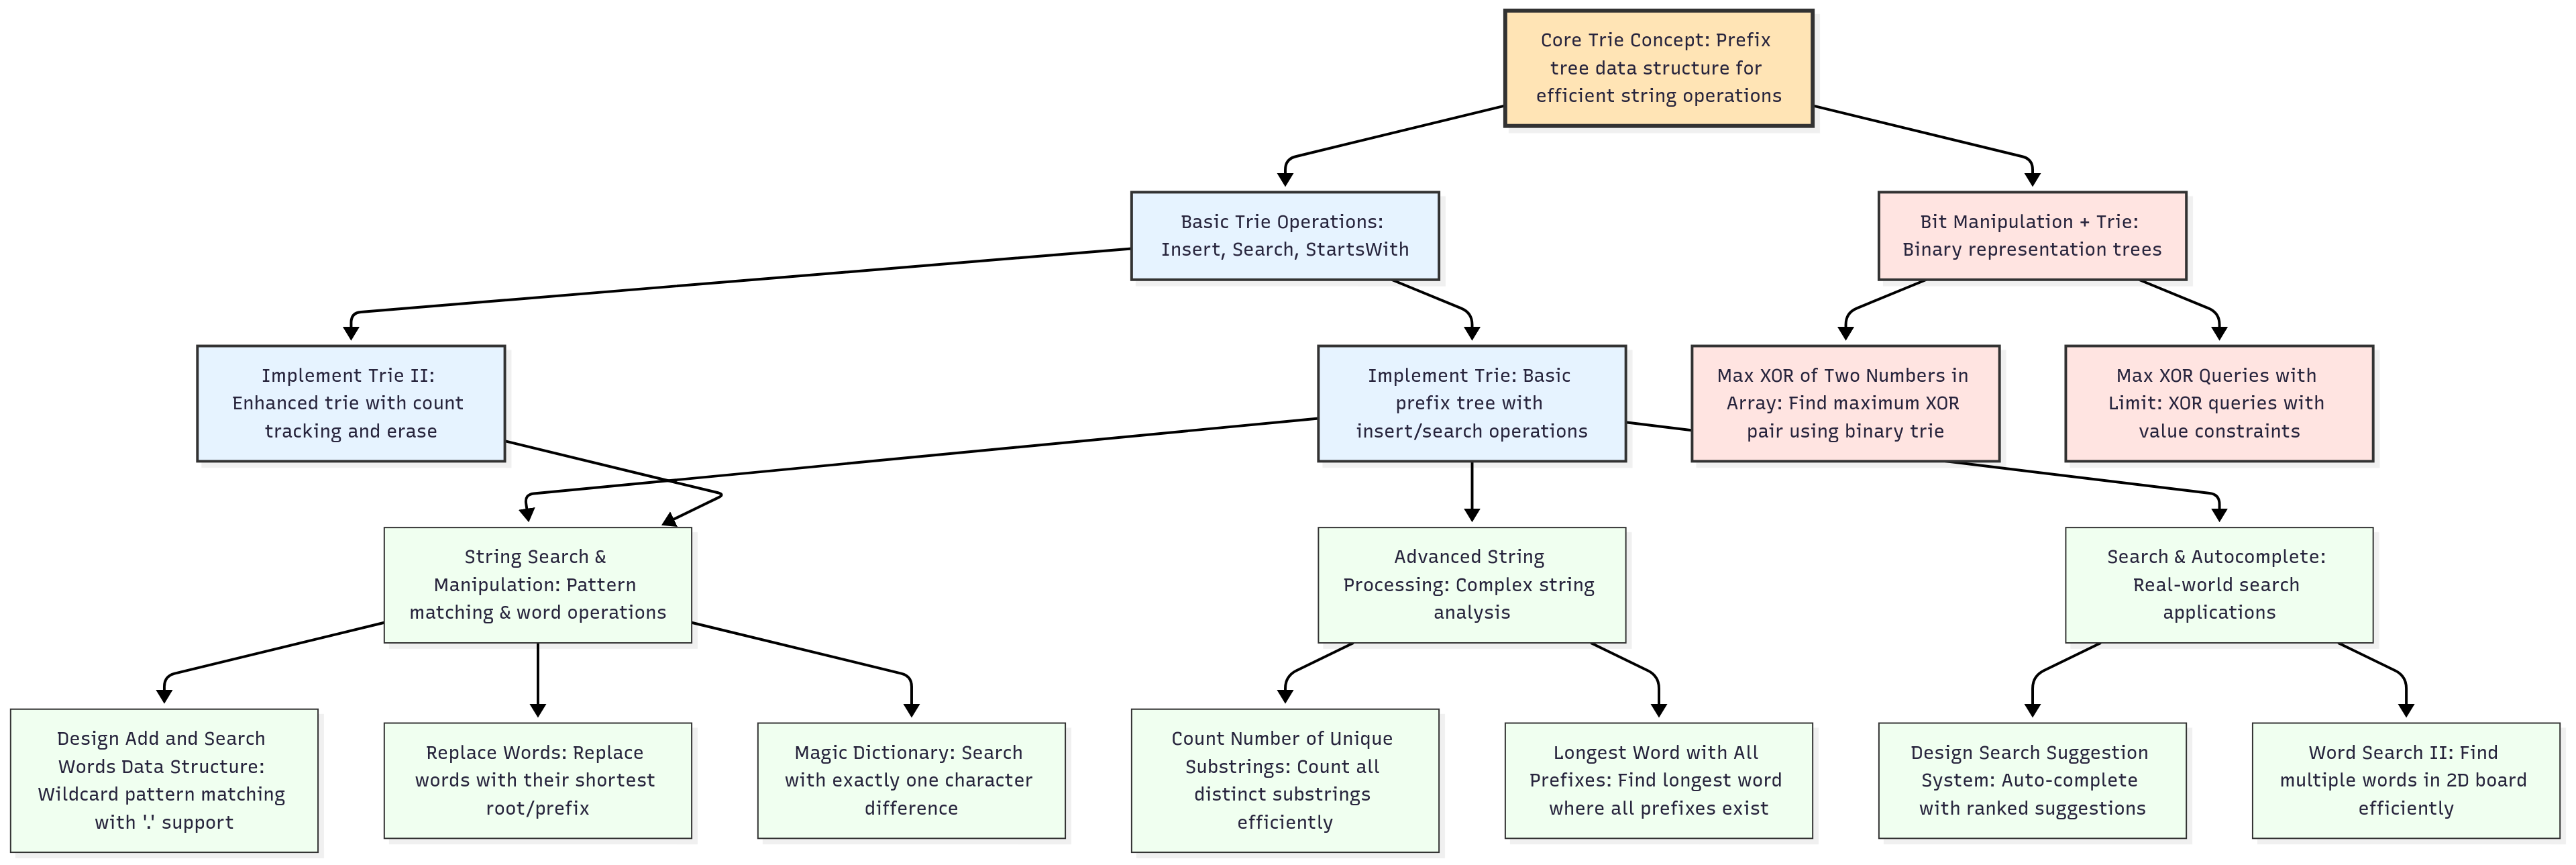 Core Trie Concept: Prefix
tree data structure for
efficient string operations
Basic Trie Operations:
Insert, Search, StartsWith
Bit Manipulation + Trie:
Binary representation trees
Implement Trie II:
Enhanced trie with count
tracking and erase
Implement Trie: Basic
prefix tree with
insert/search operations
Max XOR of Two Numbers in
Array: Find maximum XOR
pair using binary trie
Max XOR Queries with
Limit: XOR queries with
value constraints
String Search &
Manipulation: Pattern
matching & word operations
Advanced String
Processing: Complex string
analysis
Search & Autocomplete:
Real-world search
applications
Design Add and Search
Words Data Structure:
Wildcard pattern matching
with '.' support
Replace Words: Replace
words with their shortest
root/prefix
Magic Dictionary: Search
with exactly one character
difference
Count Number of Unique
Substrings: Count all
distinct substrings
efficiently
Longest Word with All
Prefixes: Find longest word
where all prefixes exist
Design Search Suggestion
System: Auto-complete
with ranked suggestions
Word Search II: Find
multiple words in 2D board
efficiently